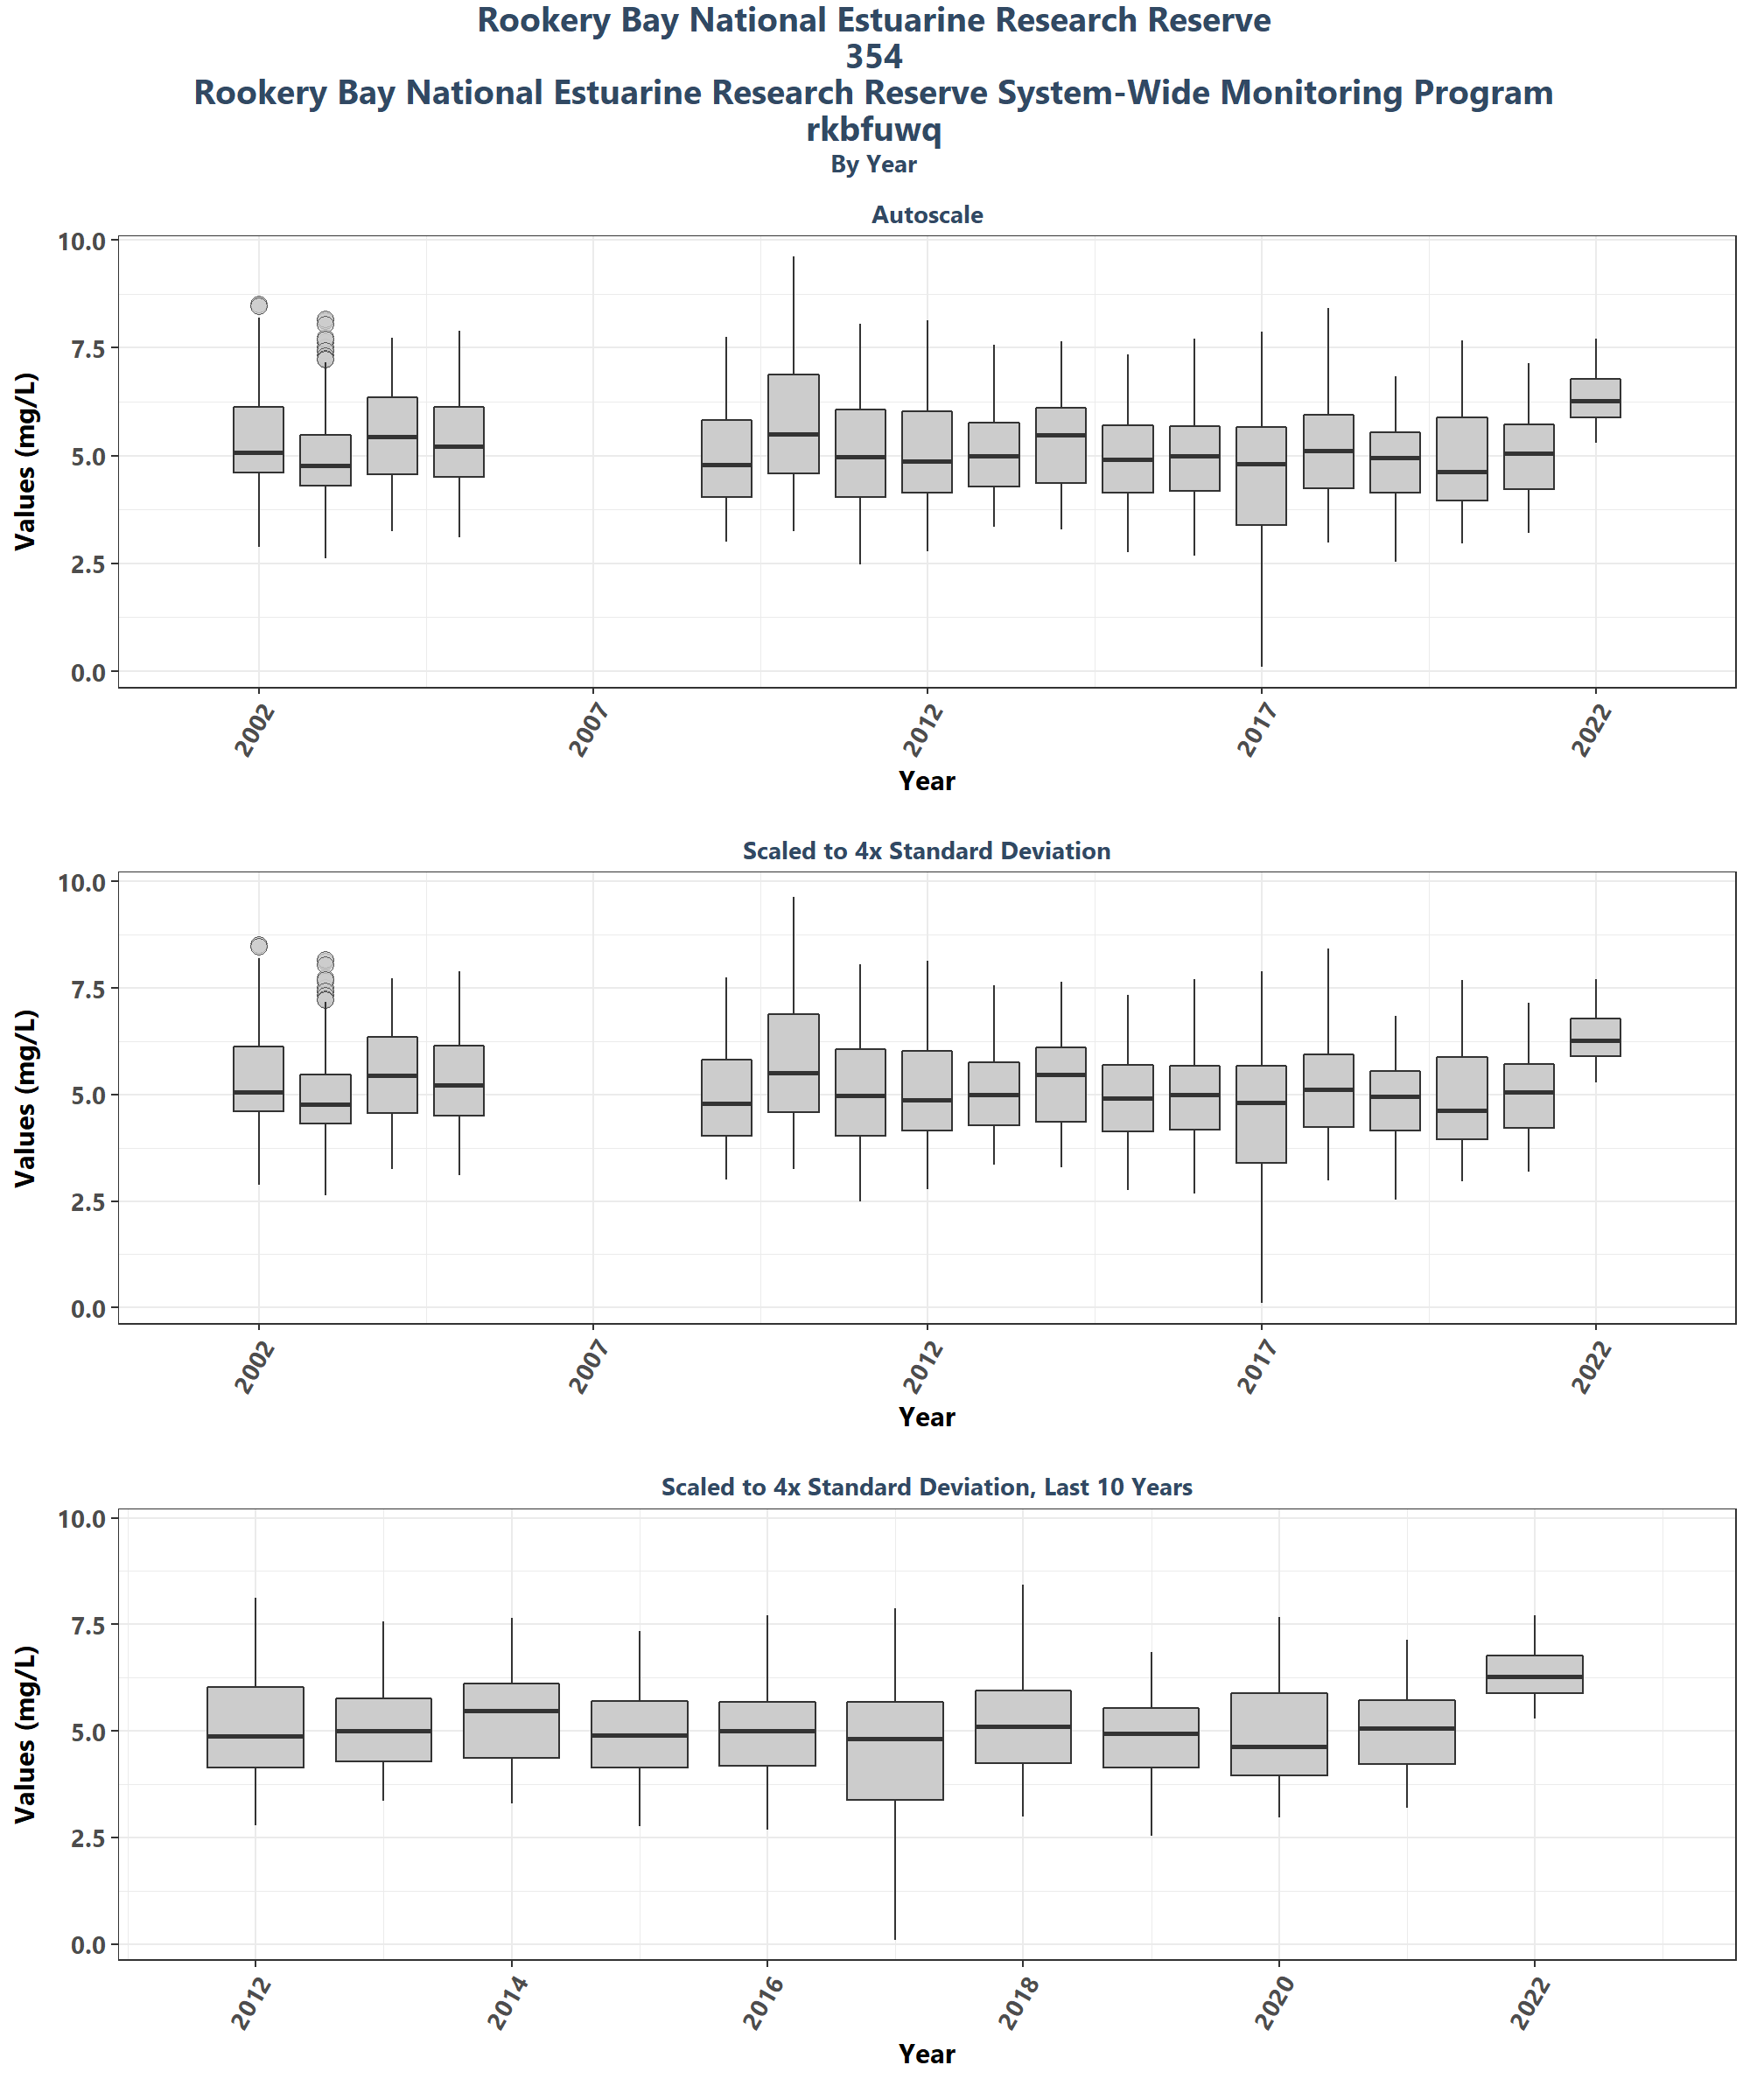 Rookery Bay National Estuarine Research Reserve
354
Rookery Bay National Estuarine Research Reserve System-Wide Monitoring Program
rkbfuwq
By Year
Autoscale
Values (mg/L)
10.0
7.5
5.0
2.5
0.0
2002 2007 2012 2017 2022
Year
Scaled to 4x Standard Deviation
Values (mg/L)
10.0
7.5
5.0
2.5
0.0
2002 2007 2012 2017 2022
Year
Scaled to 4x Standard Deviation, Last 10 Years
Values (mg/L)
10.0
7.5
5.0
2.5
0.0
2012 2014 2016 2018 2020 2022
Year